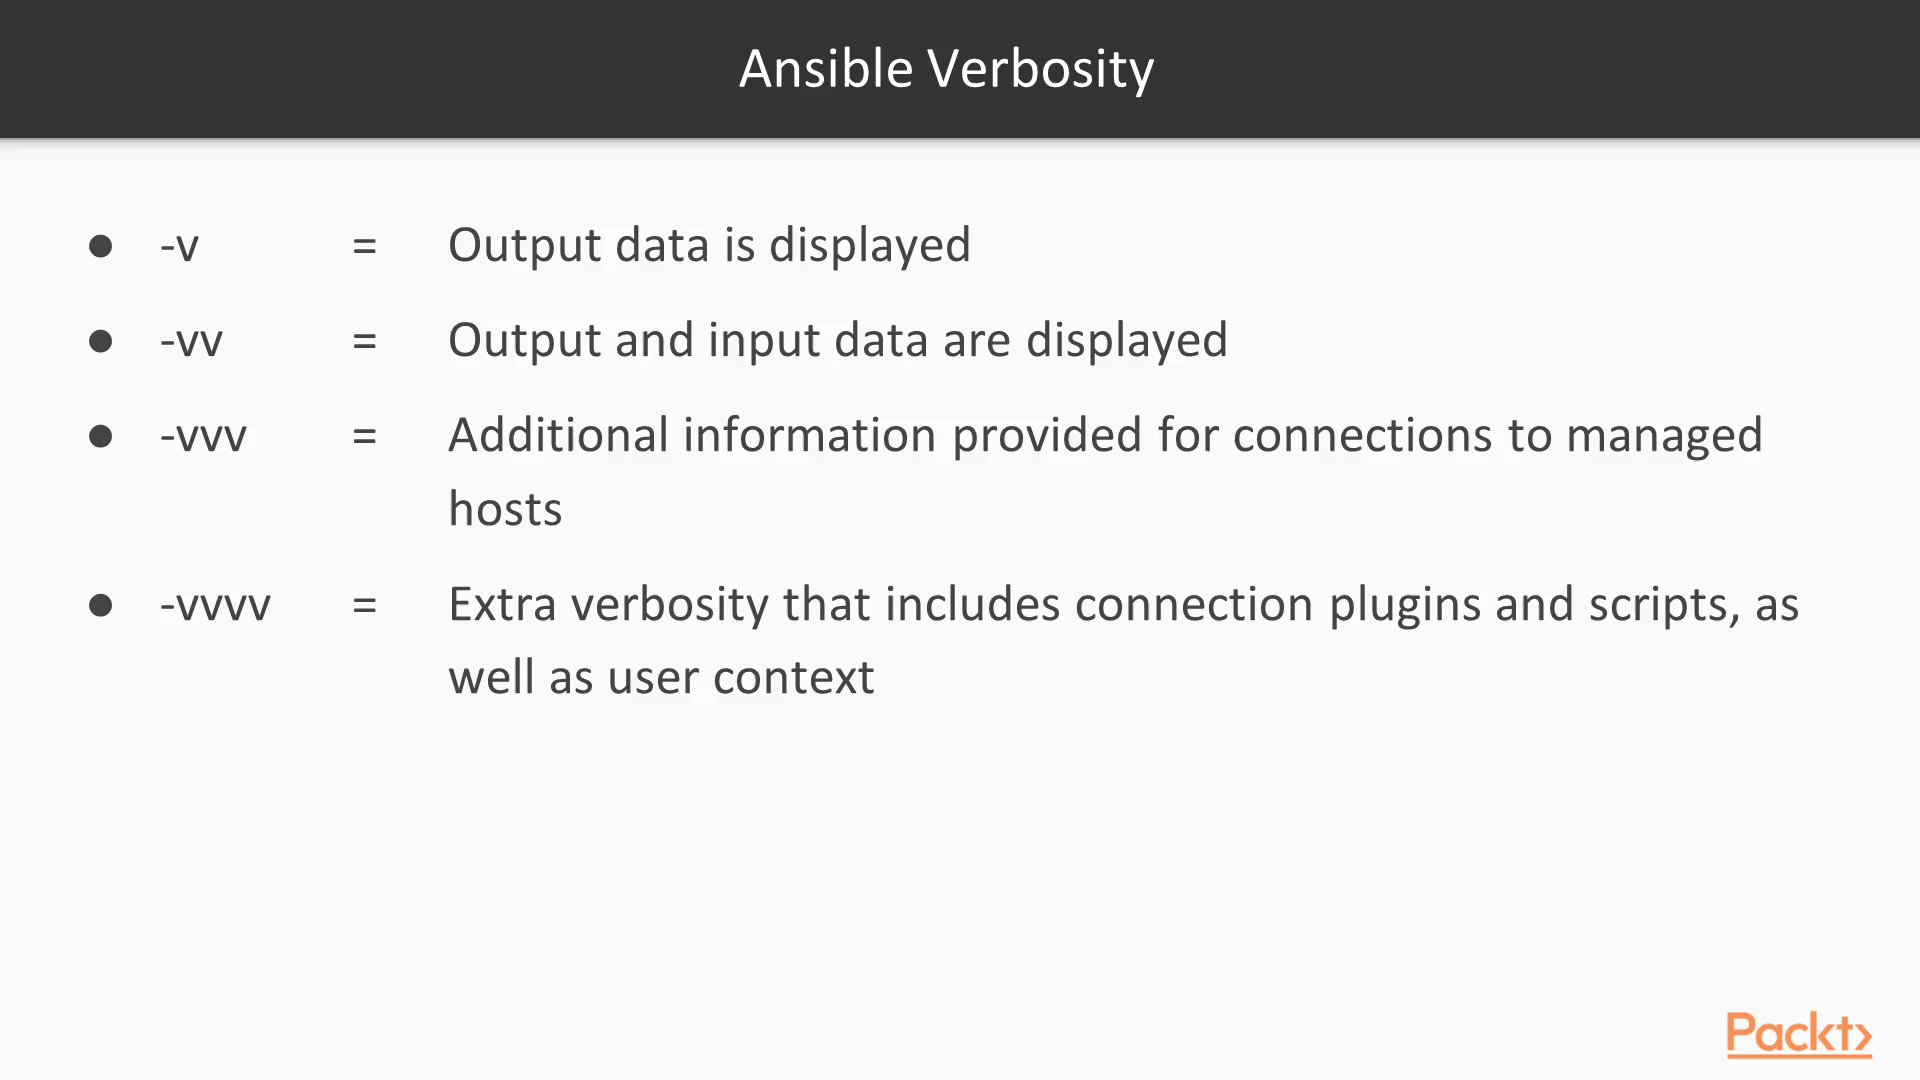 Ansible Verbosity
● -v = Output data is displayed
● -vv = Output and input data are displayed
● -vvv = Additional information provided for connections to managed
hosts
● -vvvv = Extra verbosity that includes connection plugins and scripts, as
well as user context
Packt>